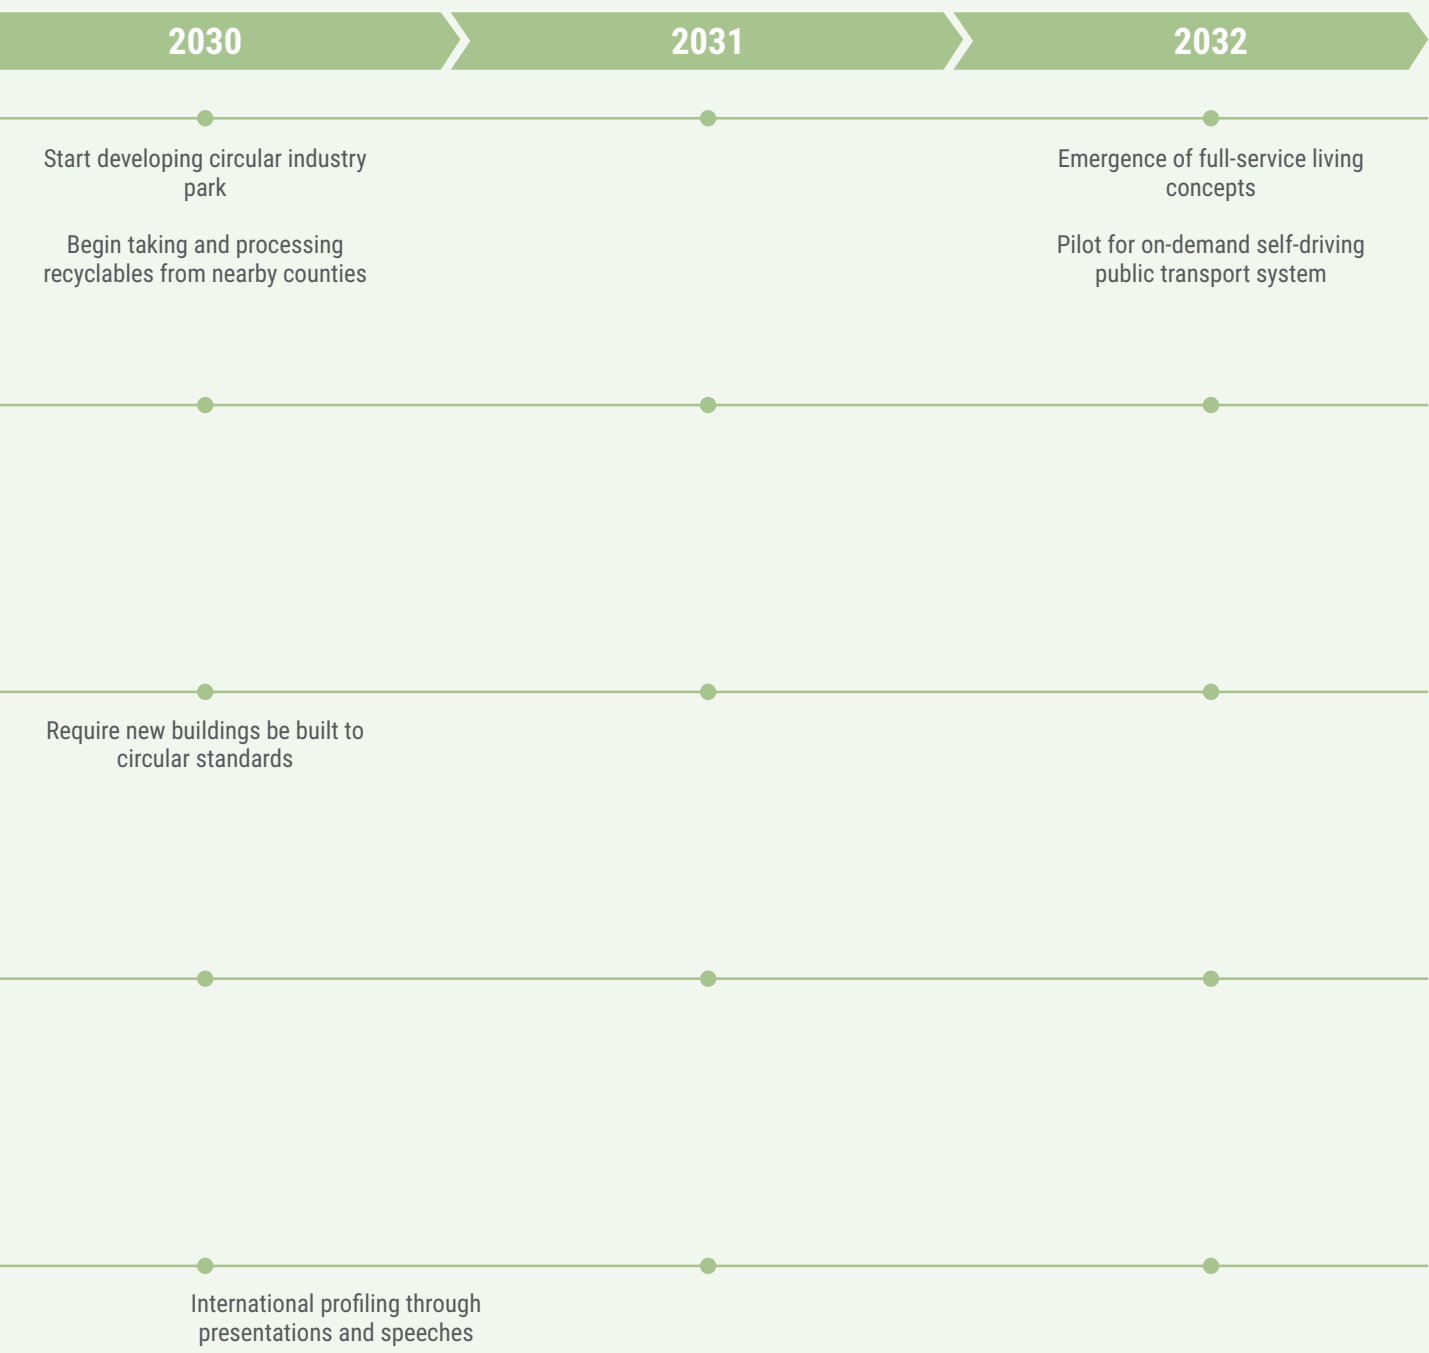 2030
2031
2032
Start developing circular industry
park
Begin taking and processing
recyclables from nearby counties
Emergence of full-service living
concepts
Pilot for on-demand self-driving
public transport system
Require new buildings be built to
circular standards
International profiling through
presentations and speeches